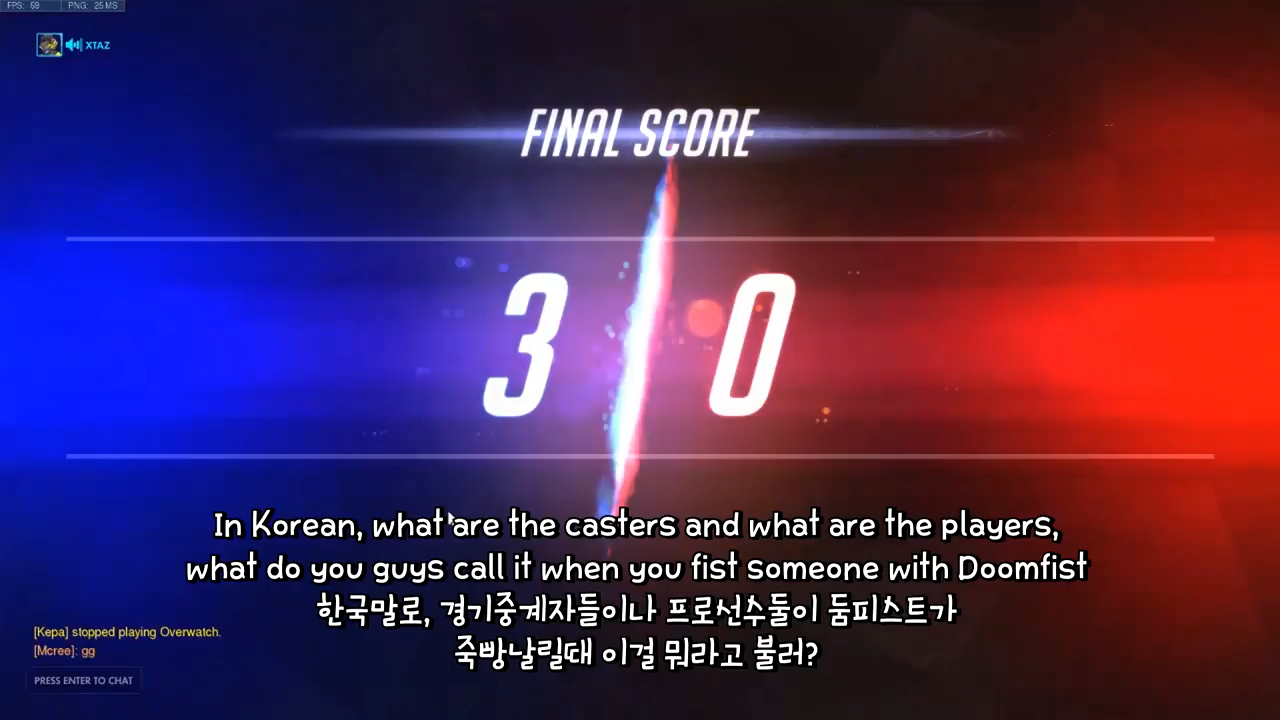 FPS: 59 PNG: 25 MS
XTAZ
FINAL SCORE
3 0
In Korean, what are the casters and what are the players,
what do you guys call it when you fist someone with Doomfist
한국말로, 경기중계자들이나 프로선수둘이 둠피스트가
죽빵날릴때 이걸 뭐라고 불러?
[Kepa] stopped playing Overwatch.
[Mcree]: gg
PRESS ENTER TO CHAT